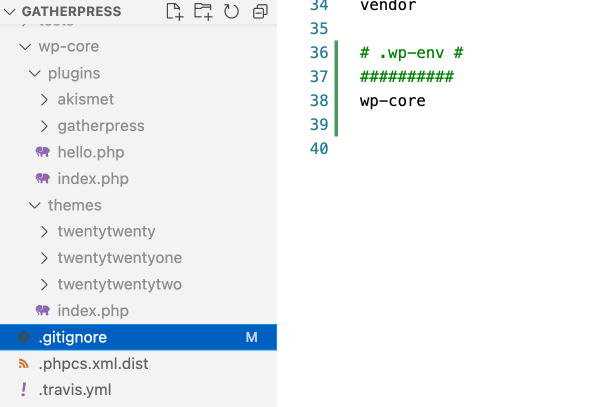 GATHERPRESS
tests
wp-core
plugins
akismet
gatherpress
hello.php
index.php
themes
twentytwenty
twentytwentyone
twentytwentytwo
index.php
.gitignore M
.phpcs.xml.dist
! .travis.yml
34 vendor
35
36 # .wp-env #
37 ##########
38 wp-core
39
40